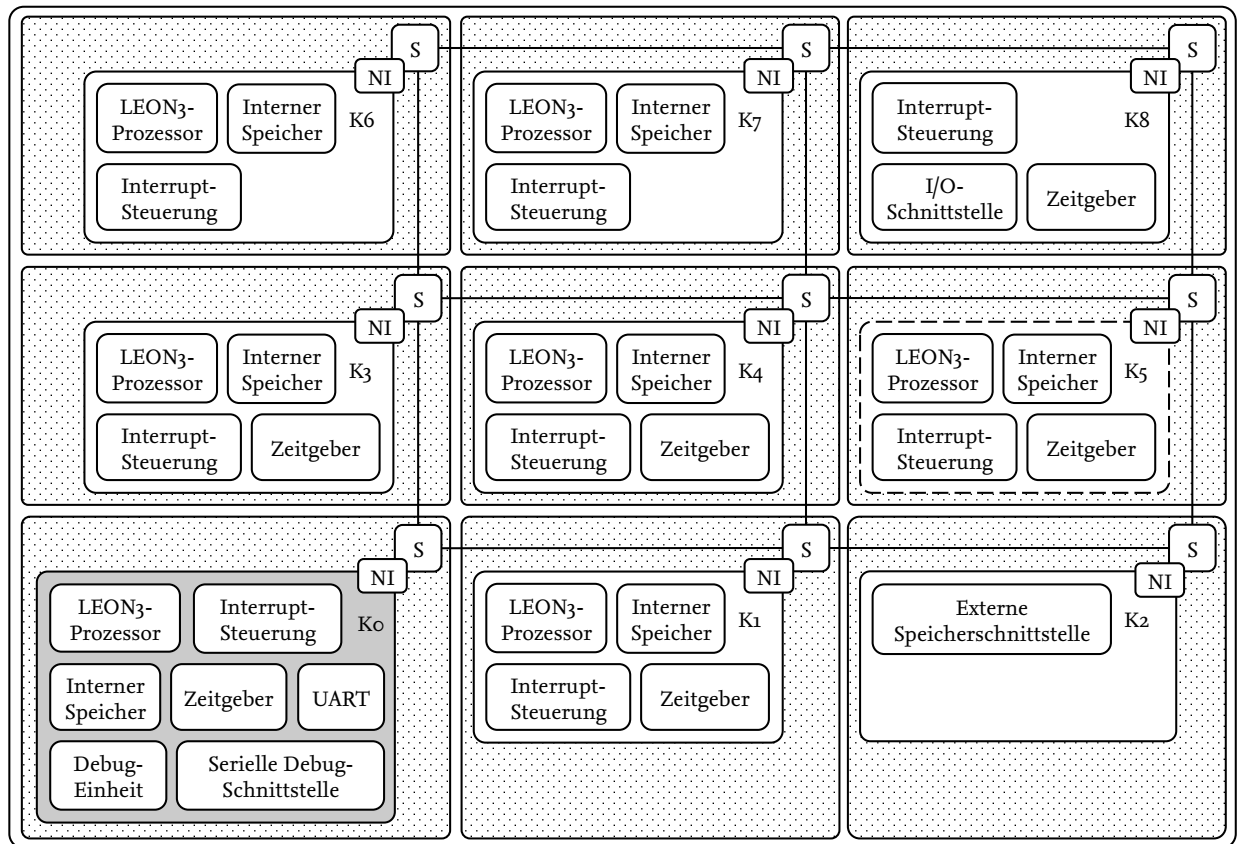 S
S
S
NI
NI
NI
LEON3-
Prozessor
Interner
Speicher
K6
Interrupt-
Steuerung
LEON3-
Prozessor
Interner
Speicher
K7
Interrupt-
Steuerung
Interrupt-
Steuerung
K8
I/O-
Schnittstelle
Zeitgeber
S
S
S
NI
NI
NI
LEON3-
Prozessor
Interner
Speicher
K3
Interrupt-
Steuerung
Zeitgeber
LEON3-
Prozessor
Interner
Speicher
K4
Interrupt-
Steuerung
Zeitgeber
LEON3-
Prozessor
Interner
Speicher
K5
Interrupt-
Steuerung
Zeitgeber
S
S
S
NI
NI
NI
LEON3-
Prozessor
Interrupt-
Steuerung
K0
Interner
Speicher
Zeitgeber
UART
Debug-
Einheit
Serielle Debug-
Schnittstelle
LEON3-
Prozessor
Interner
Speicher
K1
Interrupt-
Steuerung
Zeitgeber
Externe
Speicherschnittstelle
K2